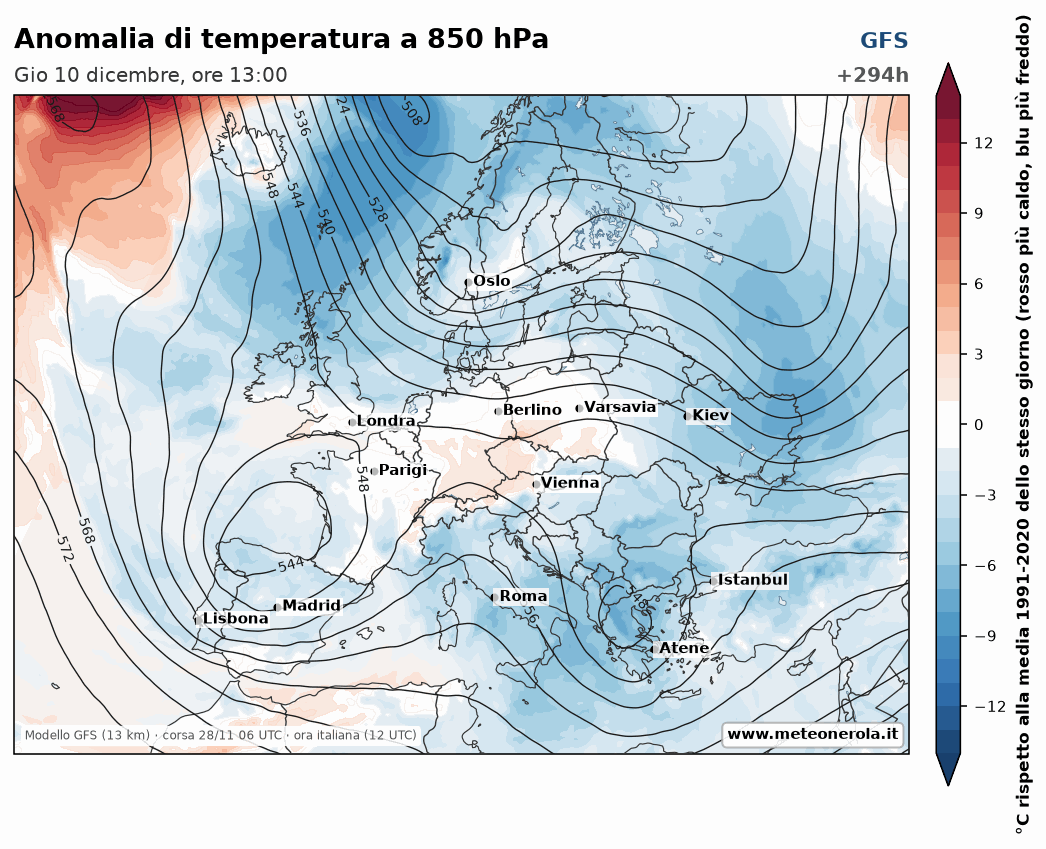 Anomalia di temperatura a 850 hPa
GFS
Gio 10 dicembre, ore 13:00
+294h
568
24
508
536
548
544
540
528
Oslo
Londra
Berlino
Varsavia
Kiev
Parigi
548
Vienna
568
572
544
Istanbul
Madrid
Roma
Lisbona
Atene
Modello GFS (13 km) · corsa 28/11 06 UTC · ora italiana (12 UTC)
www.meteonerola.it
12
9
6
3
0
−3
−6
−9
−12
°C rispetto alla media 1991-2020 dello stesso giorno (rosso più caldo, blu più freddo)